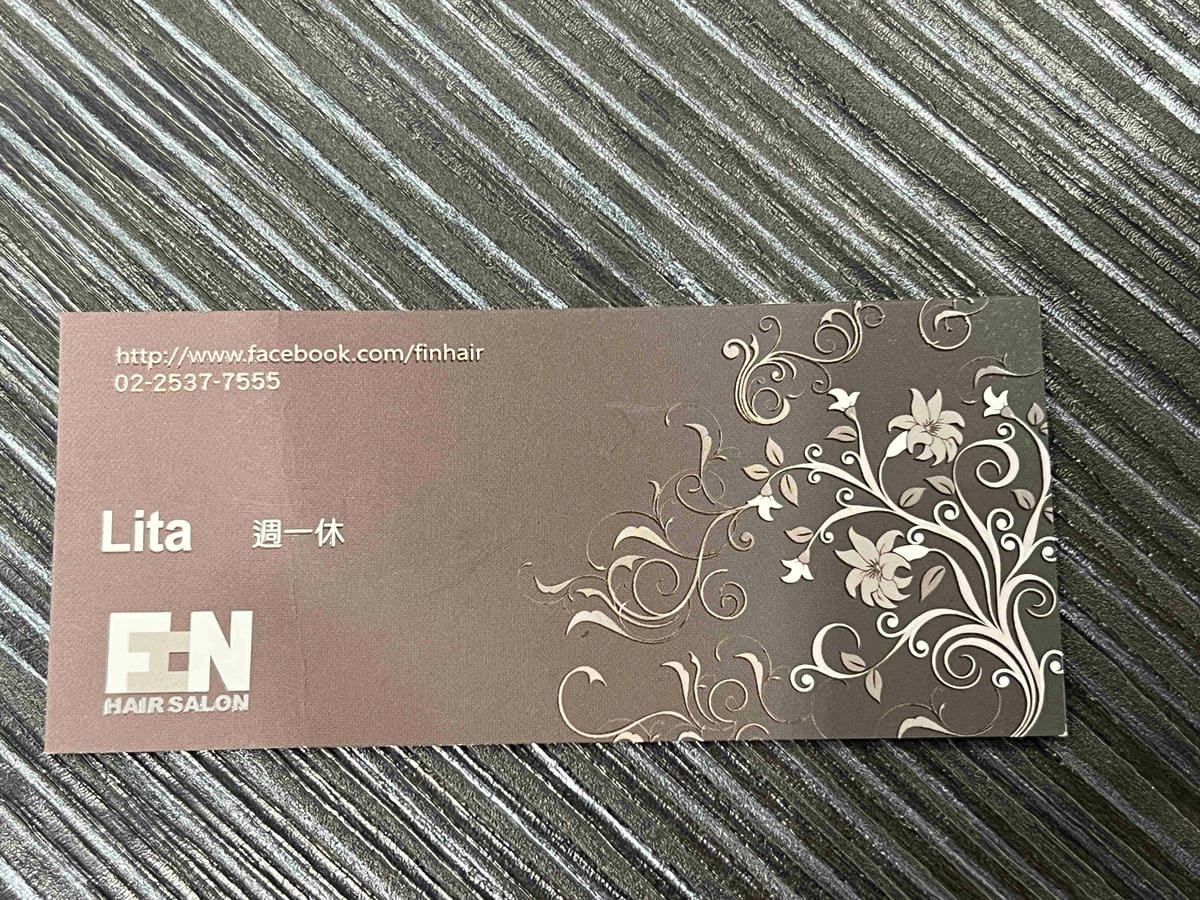 http://www.facebook.com/finhair
02-2537-7555
Lita 週一休
FIN
HAIR SALON